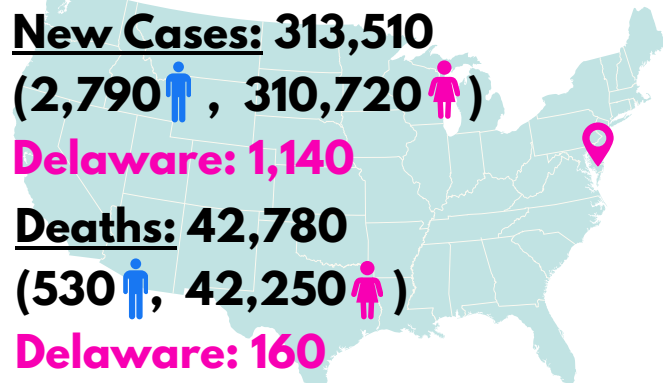 New Cases: 313,510
(2,790 , 310,720 )
Delaware: 1,140
Deaths: 42,780
(530 , 42,250 )
Delaware: 160